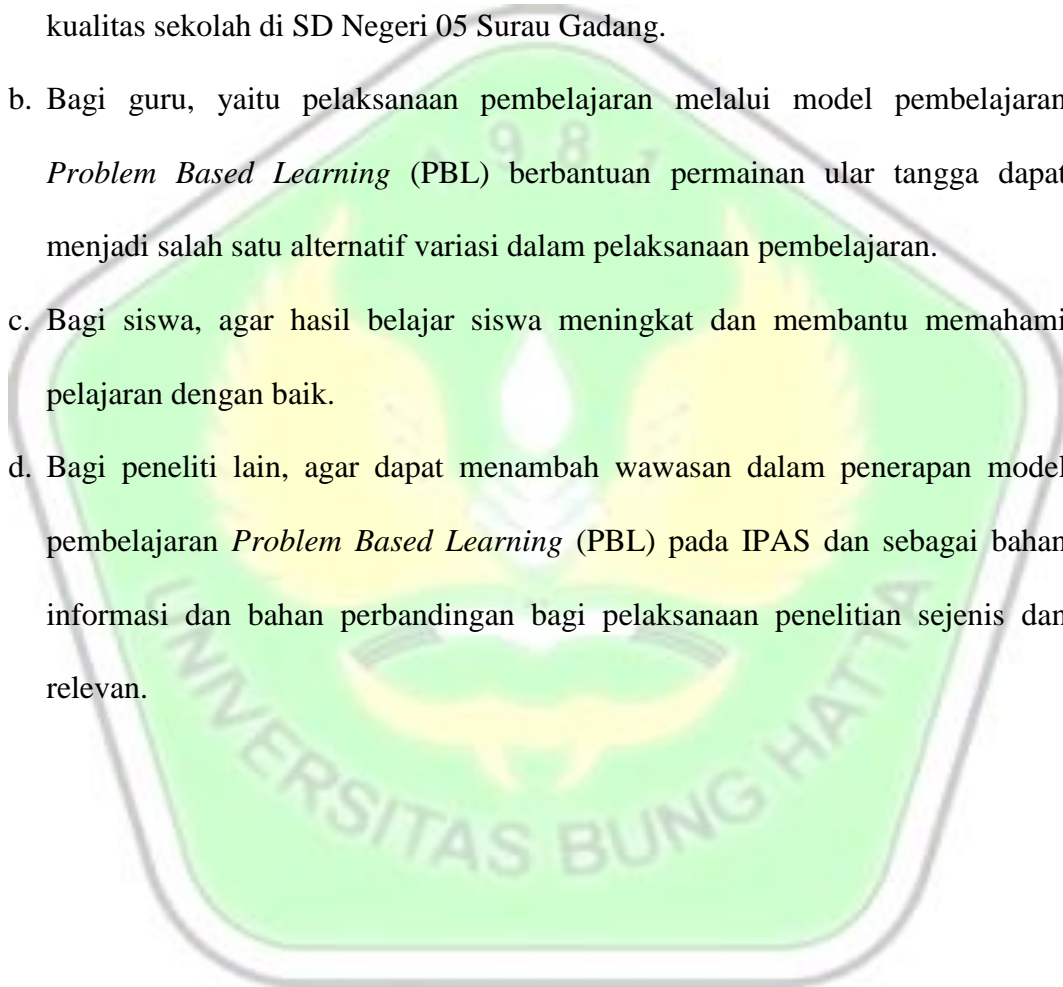 kualitas sekolah di SD Negeri 05 Surau Gadang.
b. Bagi guru, yaitu pelaksanaan pembelajaran melalui model pembelajaran
Problem Based Learning (PBL) berbantuan permainan ular tangga dapat
menjadi salah satu alternatif variasi dalam pelaksanaan pembelajaran.
c. Bagi siswa, agar hasil belajar siswa meningkat dan membantu memahami
pelajaran dengan baik.
d. Bagi peneliti lain, agar dapat menambah wawasan dalam penerapan model
pembelajaran Problem Based Learning (PBL) pada IPAS dan sebagai bahan
informasi dan bahan perbandingan bagi pelaksanaan penelitian sejenis dan
relevan.
1981
UNIVERSITAS BUNG HATTA